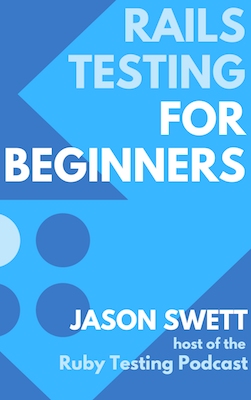 RAILS
TESTING
FOR
BEGINNERS
JASON SWETT
host of the
Ruby Testing Podcast